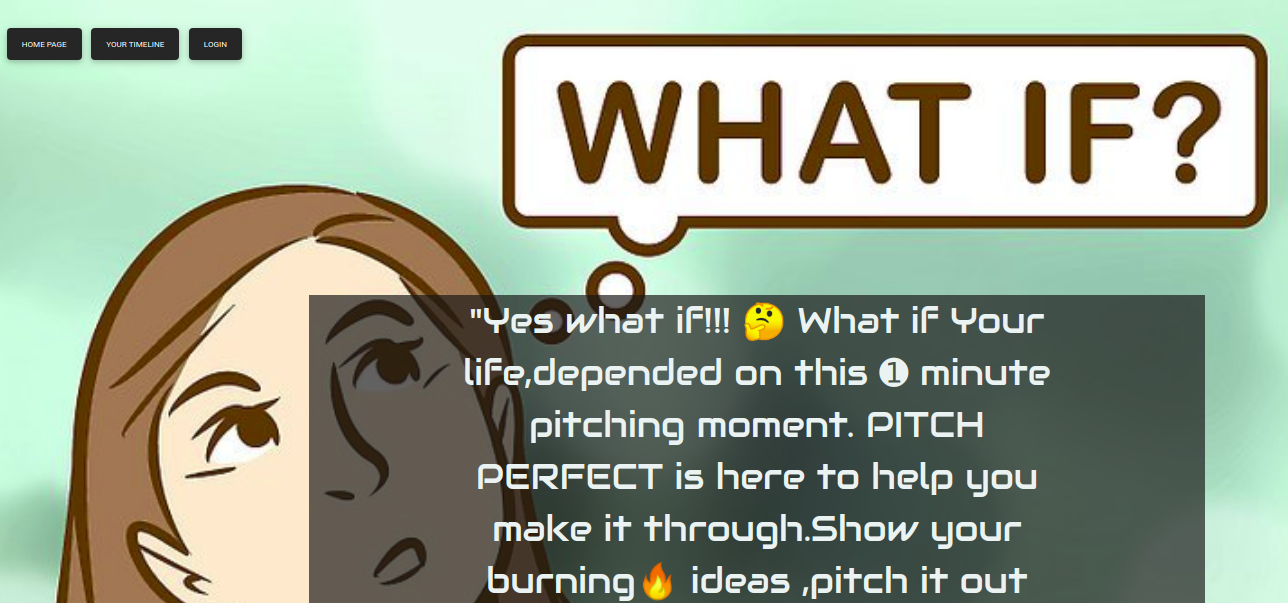 HOME PAGE YOUR TIMELINE LOGIN
WHAT IF?
"Yes what if!!! 🤔 What if Your
life,depended on this ➊ minute
pitching moment. PITCH
PERFECT is here to help you
make it through.Show your
burning🔥 ideas ,pitch it out